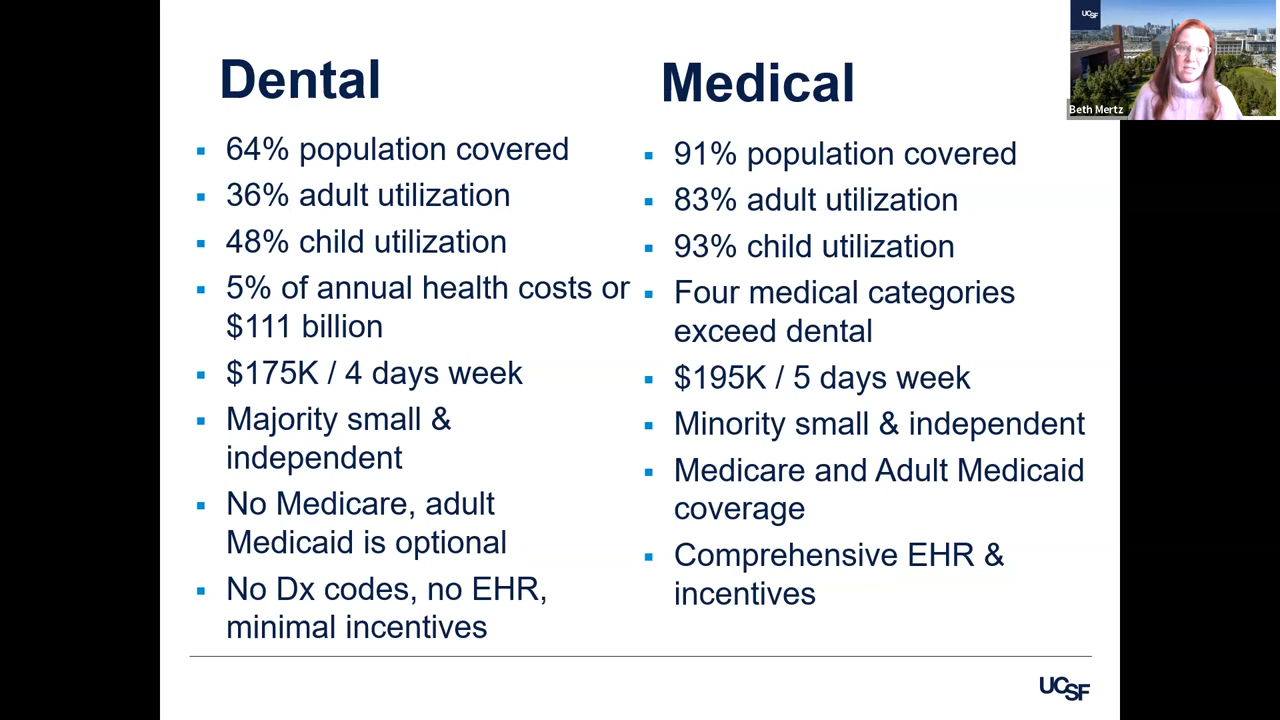 Dental
64% population covered
36% adult utilization
48% child utilization
5% of annual health costs or
$111 billion
$175K / 4 days week
Majority small &
independent
No Medicare, adult
Medicaid is optional
No Dx codes, no EHR,
minimal incentives
Medical
91% population covered
83% adult utilization
93% child utilization
Four medical categories
exceed dental
$195K / 5 days week
Minority small & independent
Medicare and Adult Medicaid
coverage
Comprehensive EHR &
incentives
UCSF
UCSF
Beth Mertz